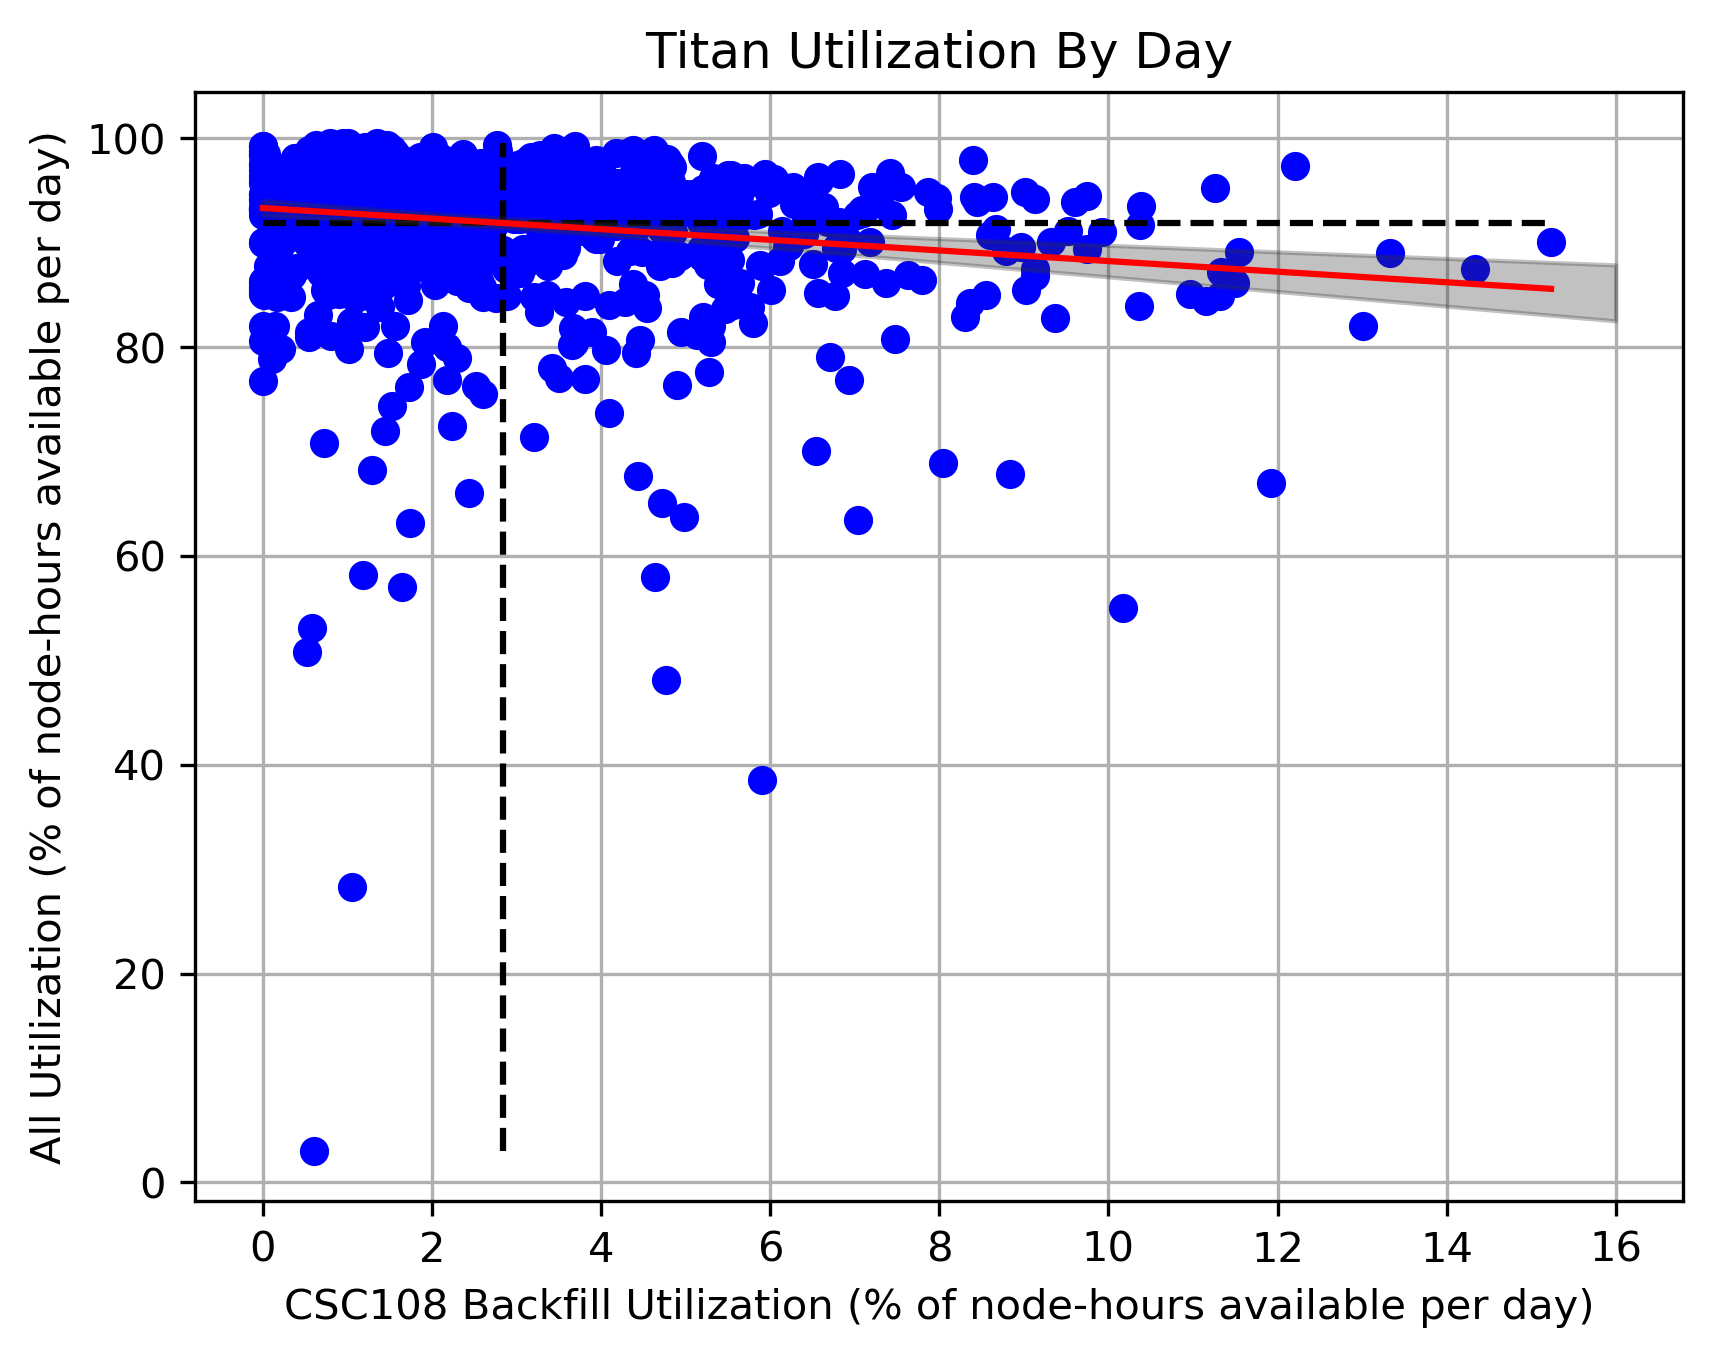 Titan Utilization By Day
All Utilization (% of node-hours available per day)
100
80
60
40
20
0
0 2 4 6 8 10 12 14 16
CSC108 Backfill Utilization (% of node-hours available per day)